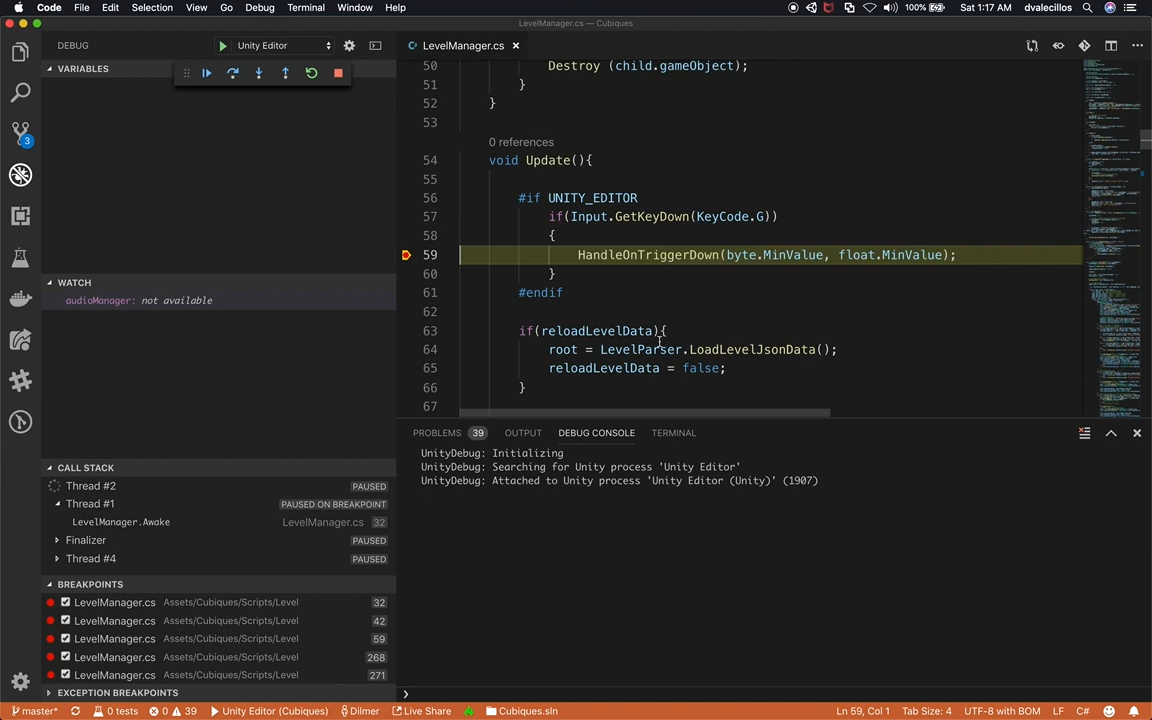 Code File Edit Selection View Go Debug Terminal Window Help 100% Sat 1:17 AM dvalecillos
LevelManager.cs — Cubiques
DEBUG Unity Editor
LevelManager.cs
VARIABLES
WATCH
audioManager: not available
CALL STACK
Thread #2 PAUSED
Thread #1 PAUSED ON BREAKPOINT
LevelManager.Awake LevelManager.cs 32
Finalizer PAUSED
Thread #4 PAUSED
BREAKPOINTS
LevelManager.cs Assets/Cubiques/Scripts/Level 32
LevelManager.cs Assets/Cubiques/Scripts/Level 42
LevelManager.cs Assets/Cubiques/Scripts/Level 59
LevelManager.cs Assets/Cubiques/Scripts/Level 268
LevelManager.cs Assets/Cubiques/Scripts/Level 271
EXCEPTION BREAKPOINTS
3
50 Destroy (child.gameObject);
51 }
52 }
53
0 references
54 void Update(){
55
56 #if UNITY_EDITOR
57 if(Input.GetKeyDown(KeyCode.G))
58 {
59 HandleOnTriggerDown(byte.MinValue, float.MinValue);
60 }
61 #endif
62
63 if(reloadLevelData){
64 root = LevelParser.LoadLevelJsonData();
65 reloadLevelData = false;
66 }
67
PROBLEMS 39 OUTPUT DEBUG CONSOLE TERMINAL
UnityDebug: Initializing
UnityDebug: Searching for Unity process 'Unity Editor'
UnityDebug: Attached to Unity process 'Unity Editor (Unity)' (1907)
master* 0 tests 0 39 Unity Editor (Cubiques) Dilmer Live Share Cubiques.sln Ln 59, Col 1 Tab Size: 4 UTF-8 with BOM LF C#